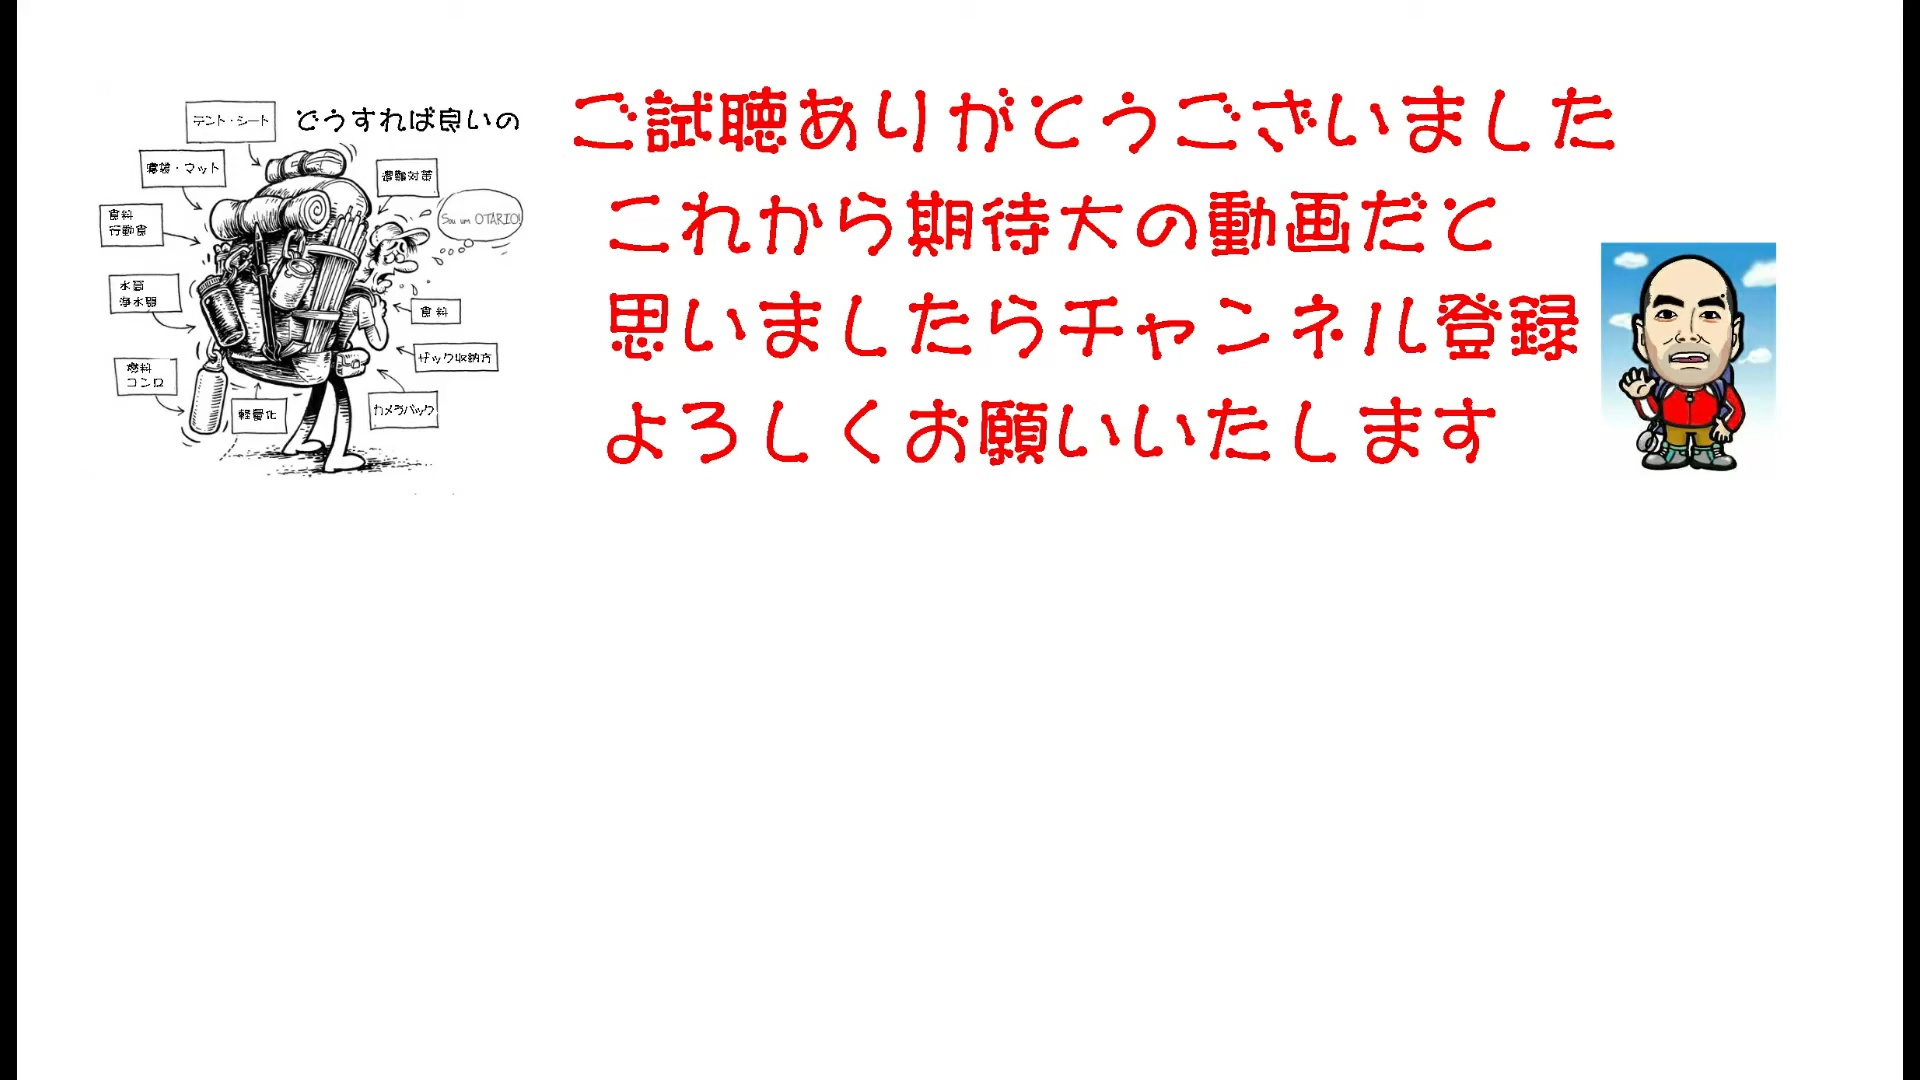 ご試聴ありがとうございました
これから期待大の動画だと
思いましたらチャンネル登録
よろしくお願いいたします
どうすれば良いの
テント・シート
寝袋・マット
食料
行動食
水筒
浄水器
燃料
コンロ
軽量化
遭難対策
Sou um OTARIO!
食料
ザック収納方
カメラバック